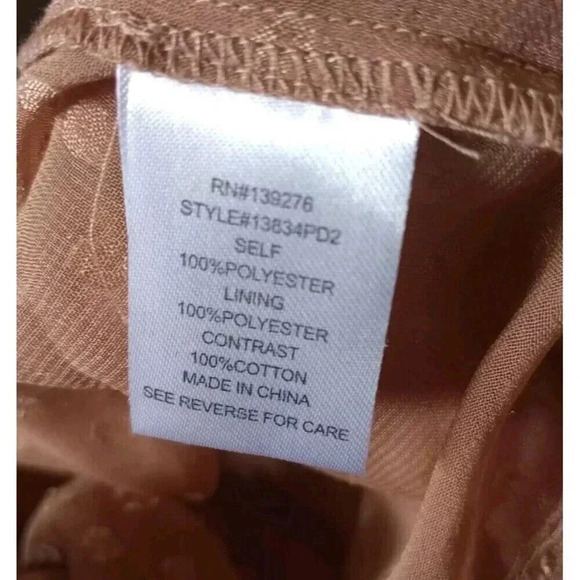 RN#139276
STYLE#13834PD2
SELF
100%POLYESTER
LINING
100%POLYESTER
CONTRAST
100%COTTON
MADE IN CHINA
SEE REVERSE FOR CARE